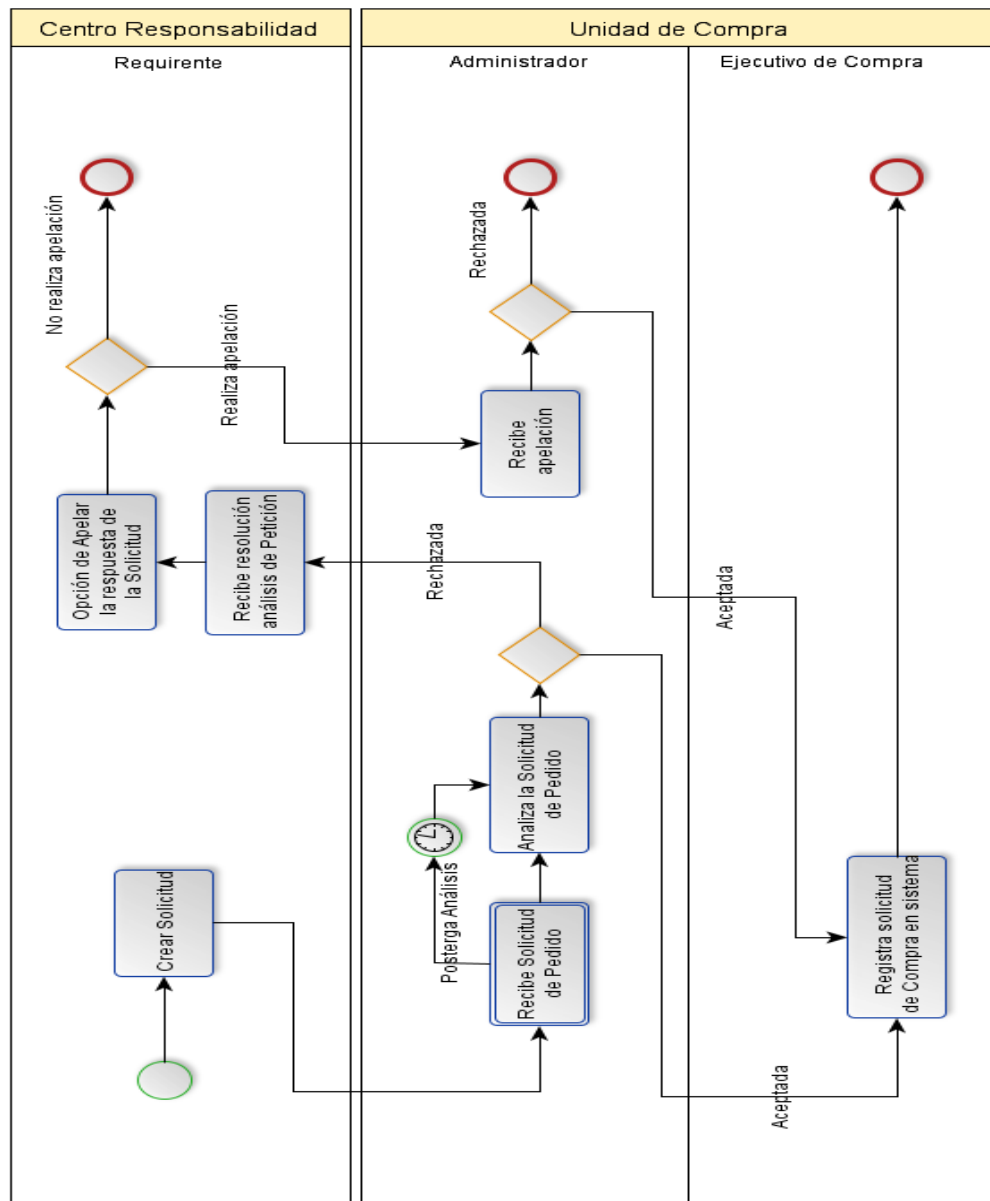 Centro Responsabilidad
Unidad de Compra
Requirente
Administrador
Ejecutivo de Compra
No realiza apelación
Realiza apelación
Rechazada
Recibe
apelación
Opción de Apelar
la respuesta de
la Solicitud
Recibe resolución
análisis de Petición
Rechazada
Aceptada
Analiza la Solicitud
de Pedido
Posterga Análisis
Crear Solicitud
Recibe Solicitud
de Pedido
Registra solicitud
de Compra en sistema
Aceptada